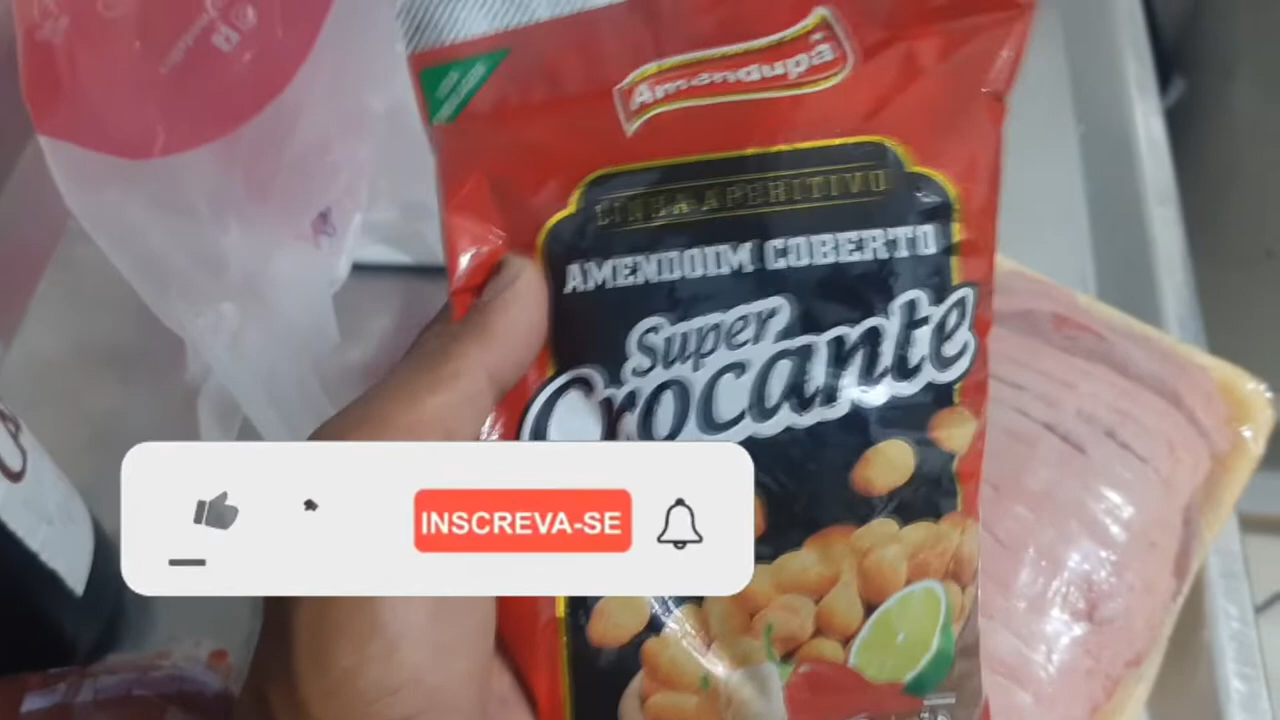 Amendupã
LINHA APERITIVO
AMENDOIM COBERTO
Super
Crocante
INSCREVA-SE